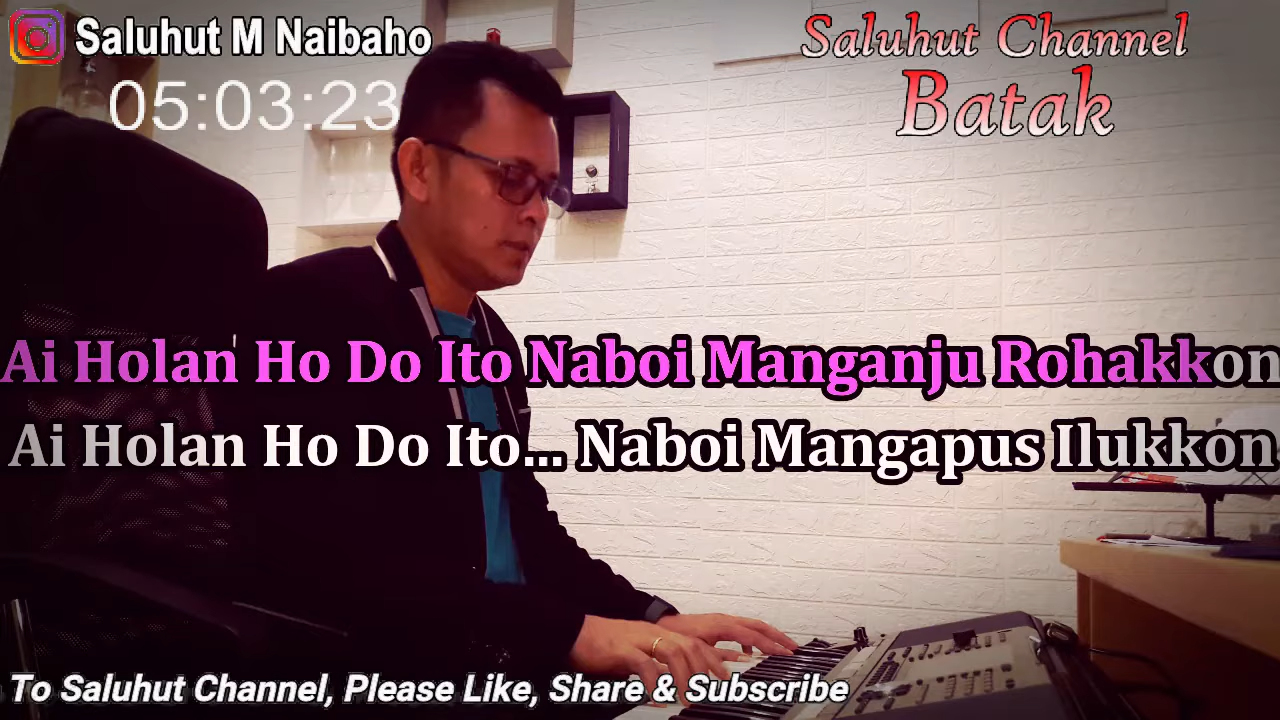 Saluhut M Naibaho
Saluhut Channel
05:03:23
Batak
Ai Holan Ho Do Ito Naboi Manganju Rohakkon
Ai Holan Ho Do Ito... Naboi Mangapus Ilukkon
To Saluhut Channel, Please Like, Share & Subscribe